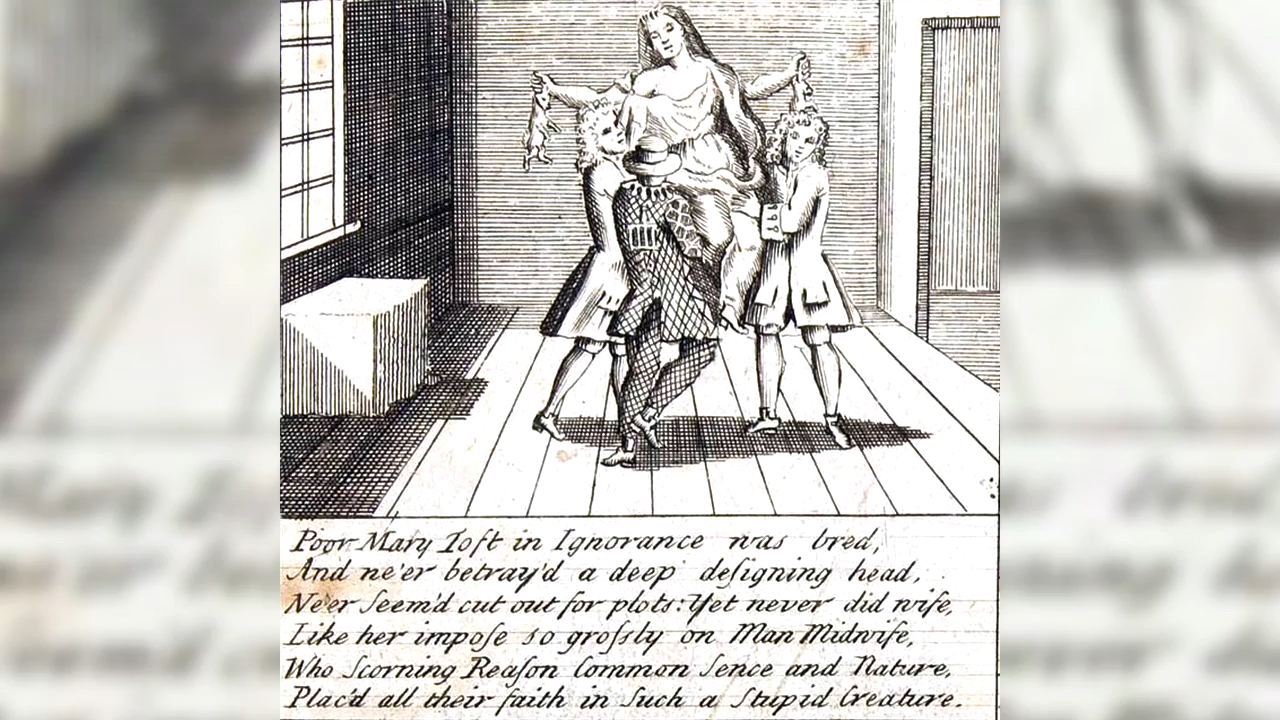 Poor Mary Toft in Ignorance was bred,
And ne'er betray'd a deep deſigning head,
Ne'er Seem'd cut out for plots: Yet never did wife,
Like her impoſe so groſsly on Man Midwife,
Who Scorning Reaſon Common Sence and Nature,
Plac'd all their faith in Such a Stupid Creature.